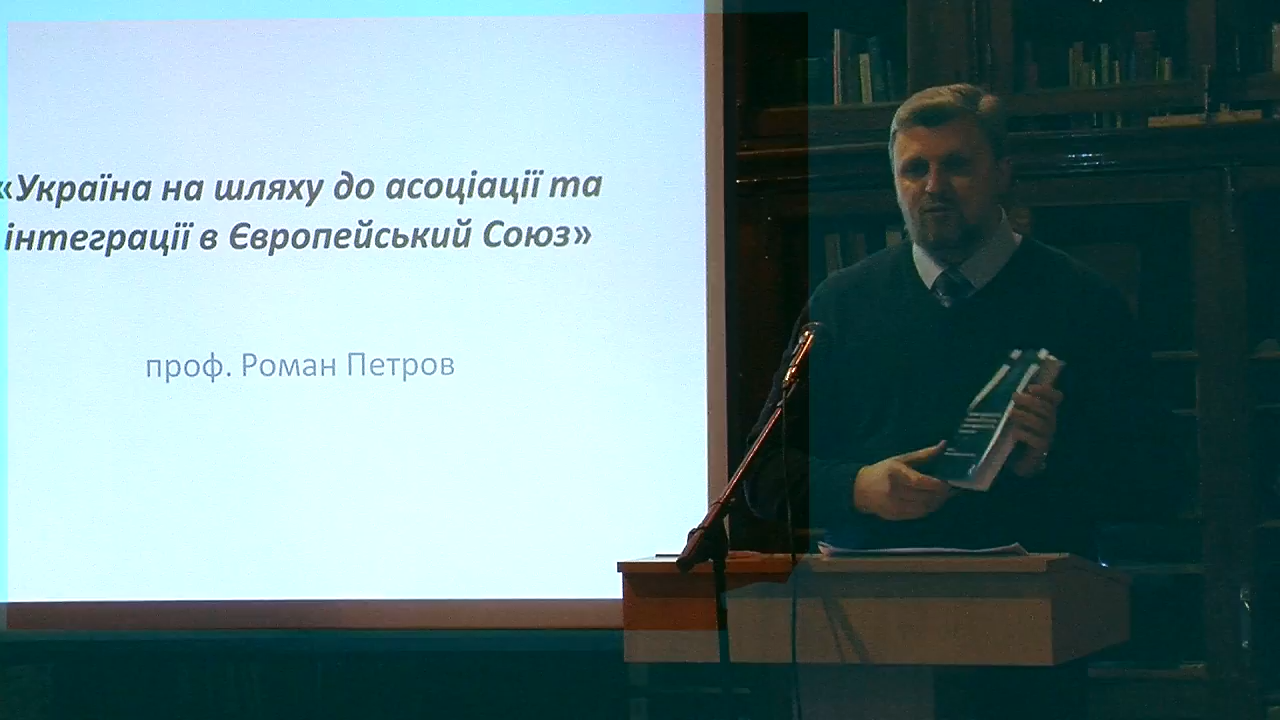 «Україна на шляху до асоціації та
інтеграції в Європейський Союз»
проф. Роман Петров